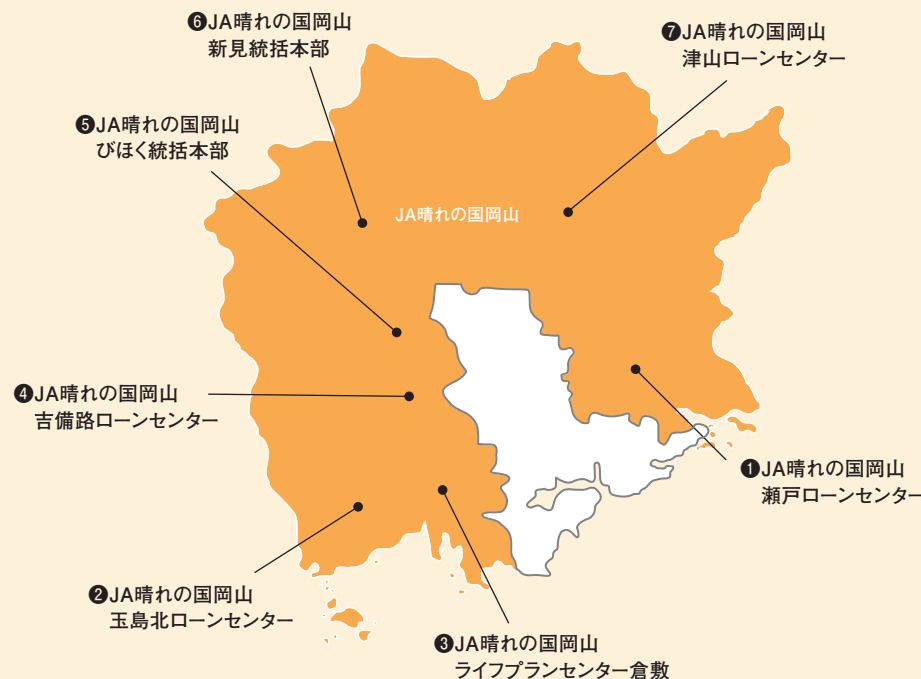 ❻JA晴れの国岡山
新見統括本部
❼JA晴れの国岡山
津山ローンセンター
❺JA晴れの国岡山
びほく統括本部
JA晴れの国岡山
❹JA晴れの国岡山
吉備路ローンセンター
❶JA晴れの国岡山
瀬戸ローンセンター
❷JA晴れの国岡山
玉島北ローンセンター
❸JA晴れの国岡山
ライフプランセンター倉敷